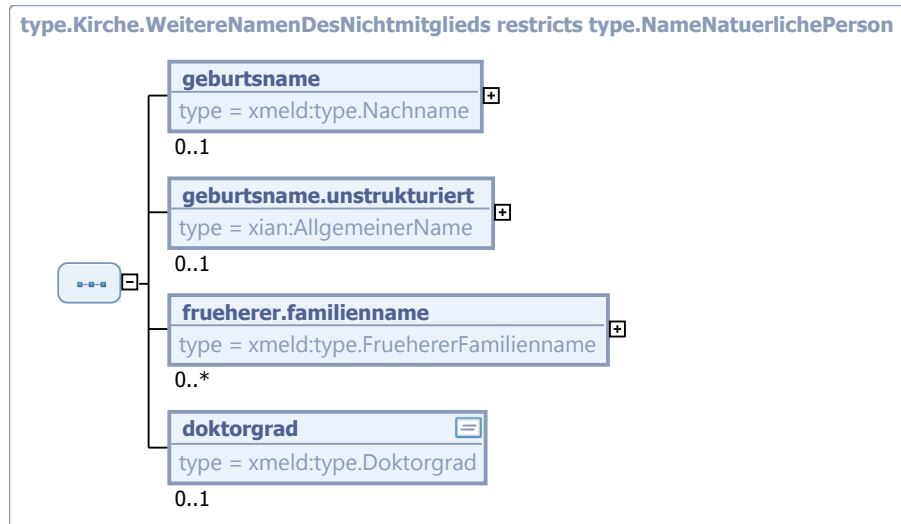 type.Kirche.WeitereNamenDesNichtmitglieds restricts type.NameNatuerlichePerson
geburtsname
type = xmeld:type.Nachname
0..1
geburtsname.unstrukturiert
type = xian:AllgemeinerName
0..1
frueherer.familienname
type = xmeld:type.FruehererFamilienname
0..*
doktorgrad
type = xmeld:type.Doktorgrad
0..1